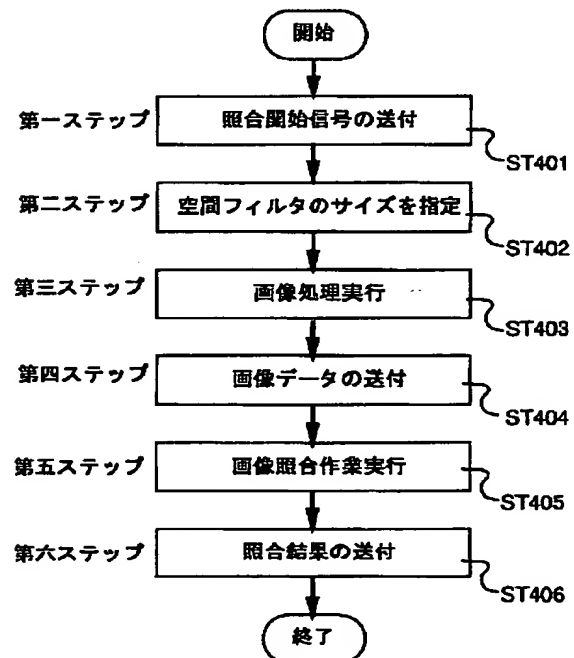 開始
第一ステップ
照合開始信号の送付
ST401
第二ステップ
空間フィルタのサイズを指定
ST402
第三ステップ
画像処理実行
ST403
第四ステップ
画像データの送付
ST404
第五ステップ
画像照合作業実行
ST405
第六ステップ
照合結果の送付
ST406
終了